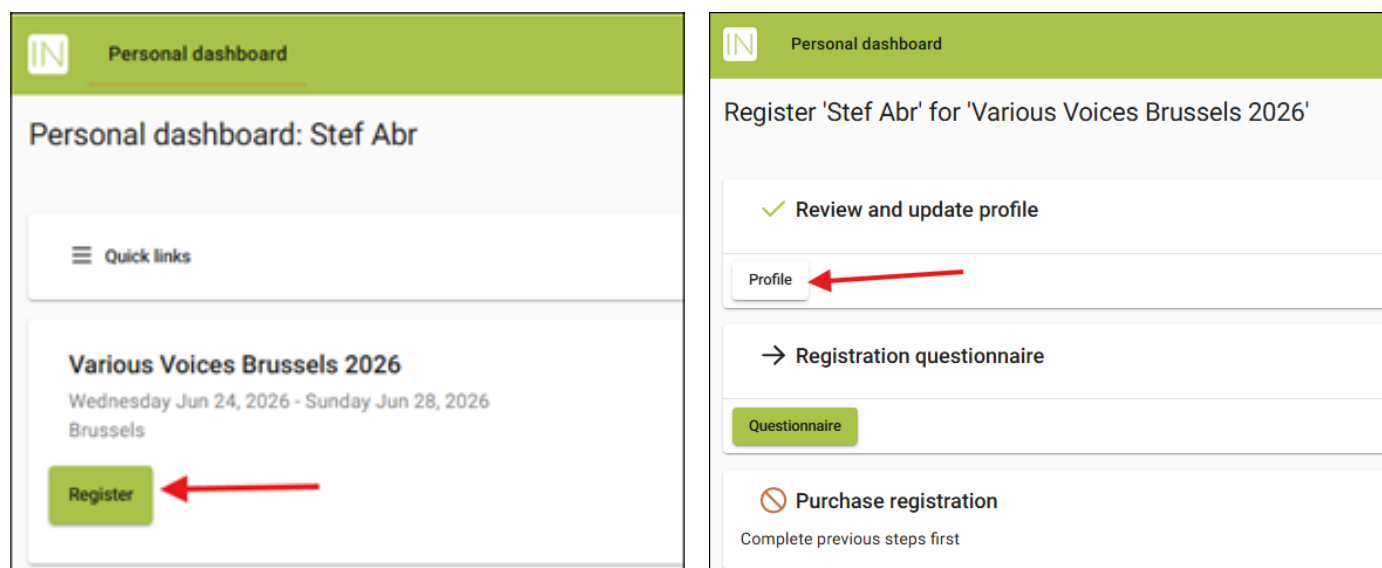 IN Personal dashboard
Personal dashboard: Stef Abr
Quick links
Various Voices Brussels 2026
Wednesday Jun 24, 2026 - Sunday Jun 28, 2026
Brussels
Register
IN Personal dashboard
Register 'Stef Abr' for 'Various Voices Brussels 2026'
Review and update profile
Profile
Registration questionnaire
Questionnaire
Purchase registration
Complete previous steps first